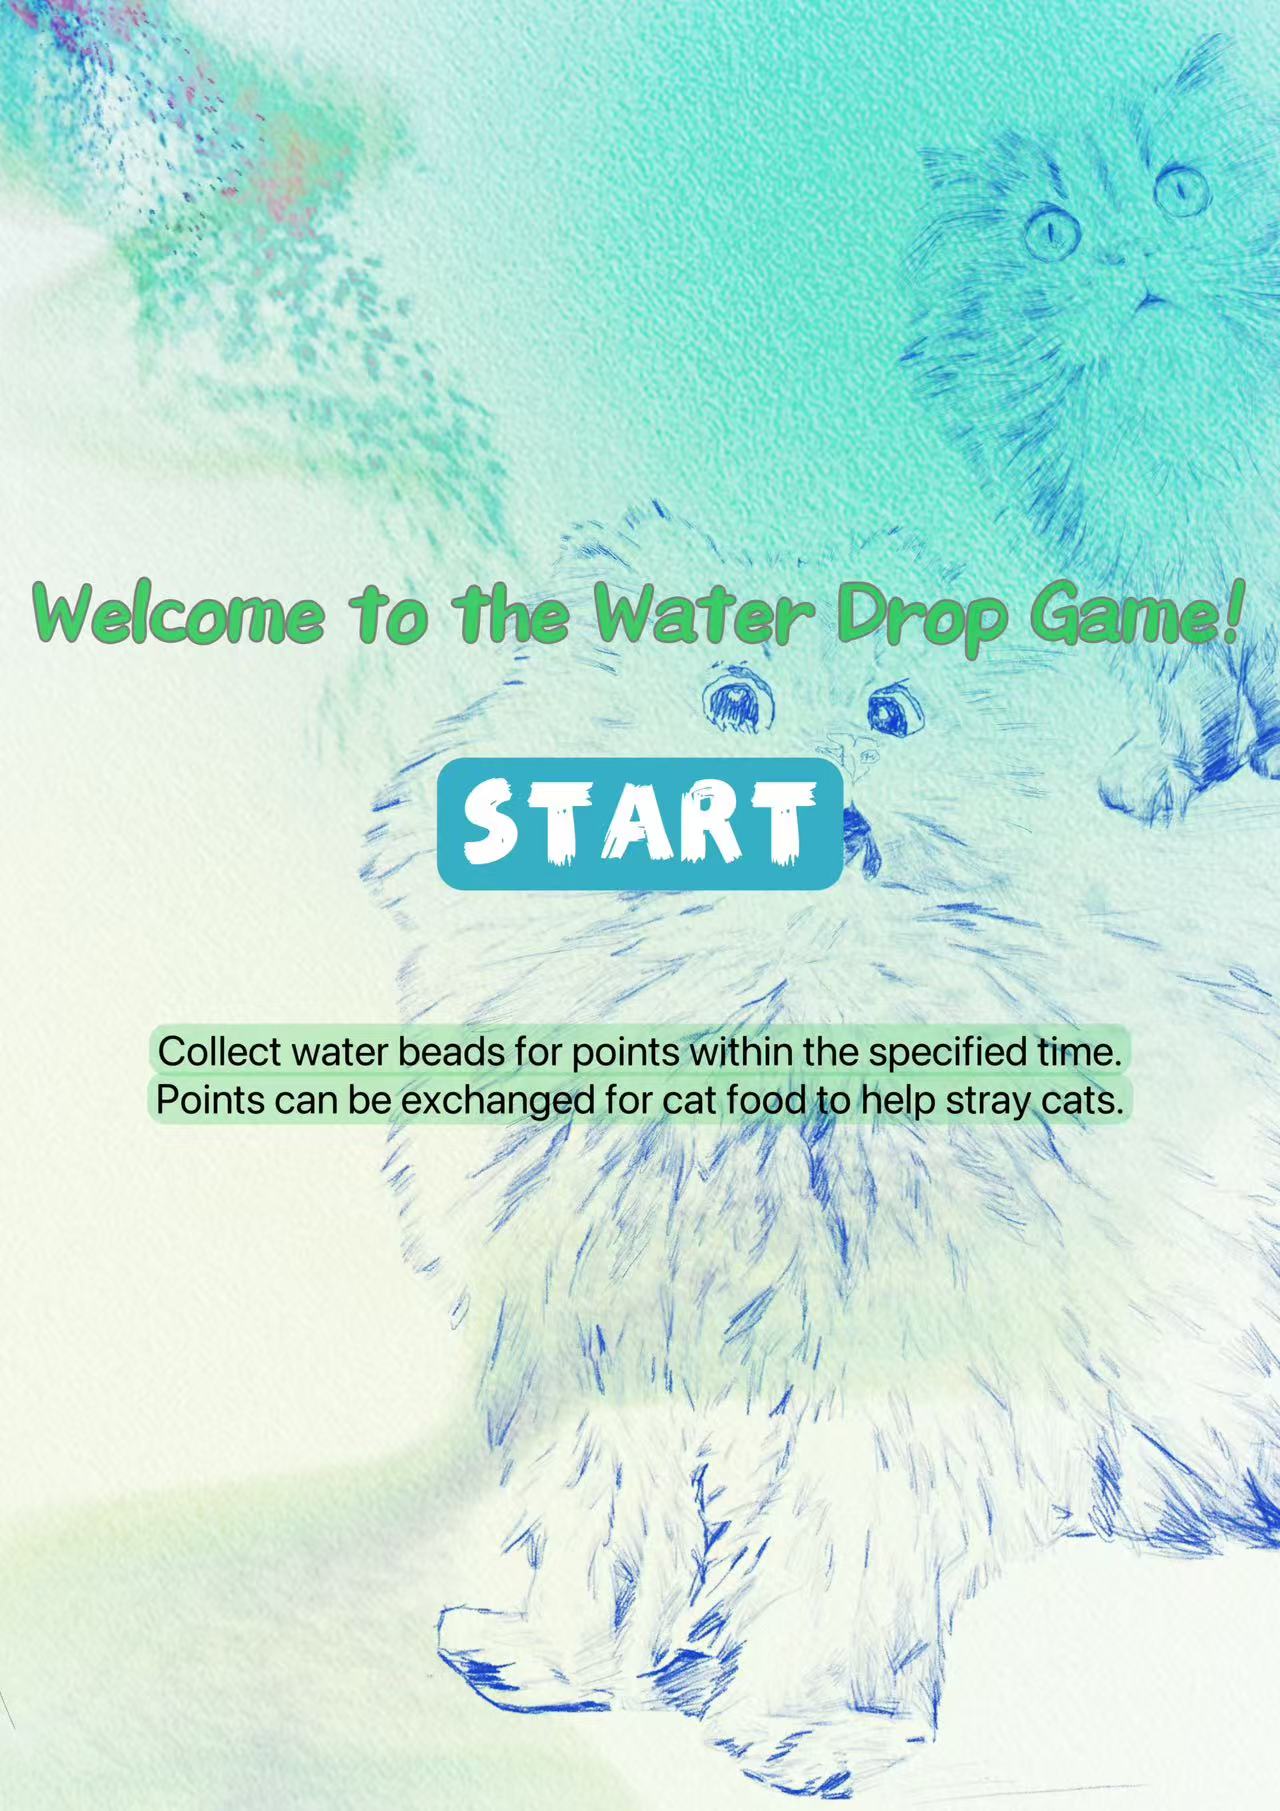 Welcome to the Water Drop Game!
START
Collect water beads for points within the specified time.
Points can be exchanged for cat food to help stray cats.